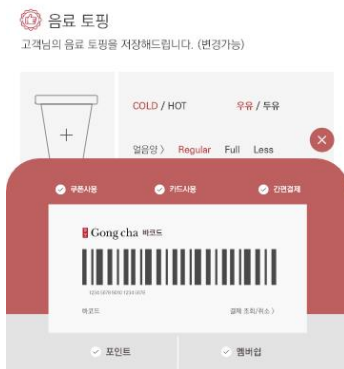 음료 토핑
고객님의 음료 토핑을 저장해드립니다. (변경가능)
COLD / HOT 우유 / 두유
얼음양 > Regular Full Less
쿠폰사용 카드사용 간편결제
Gong cha 바코드
바코드 결제 조회/취소 >
포인트 멤버쉽